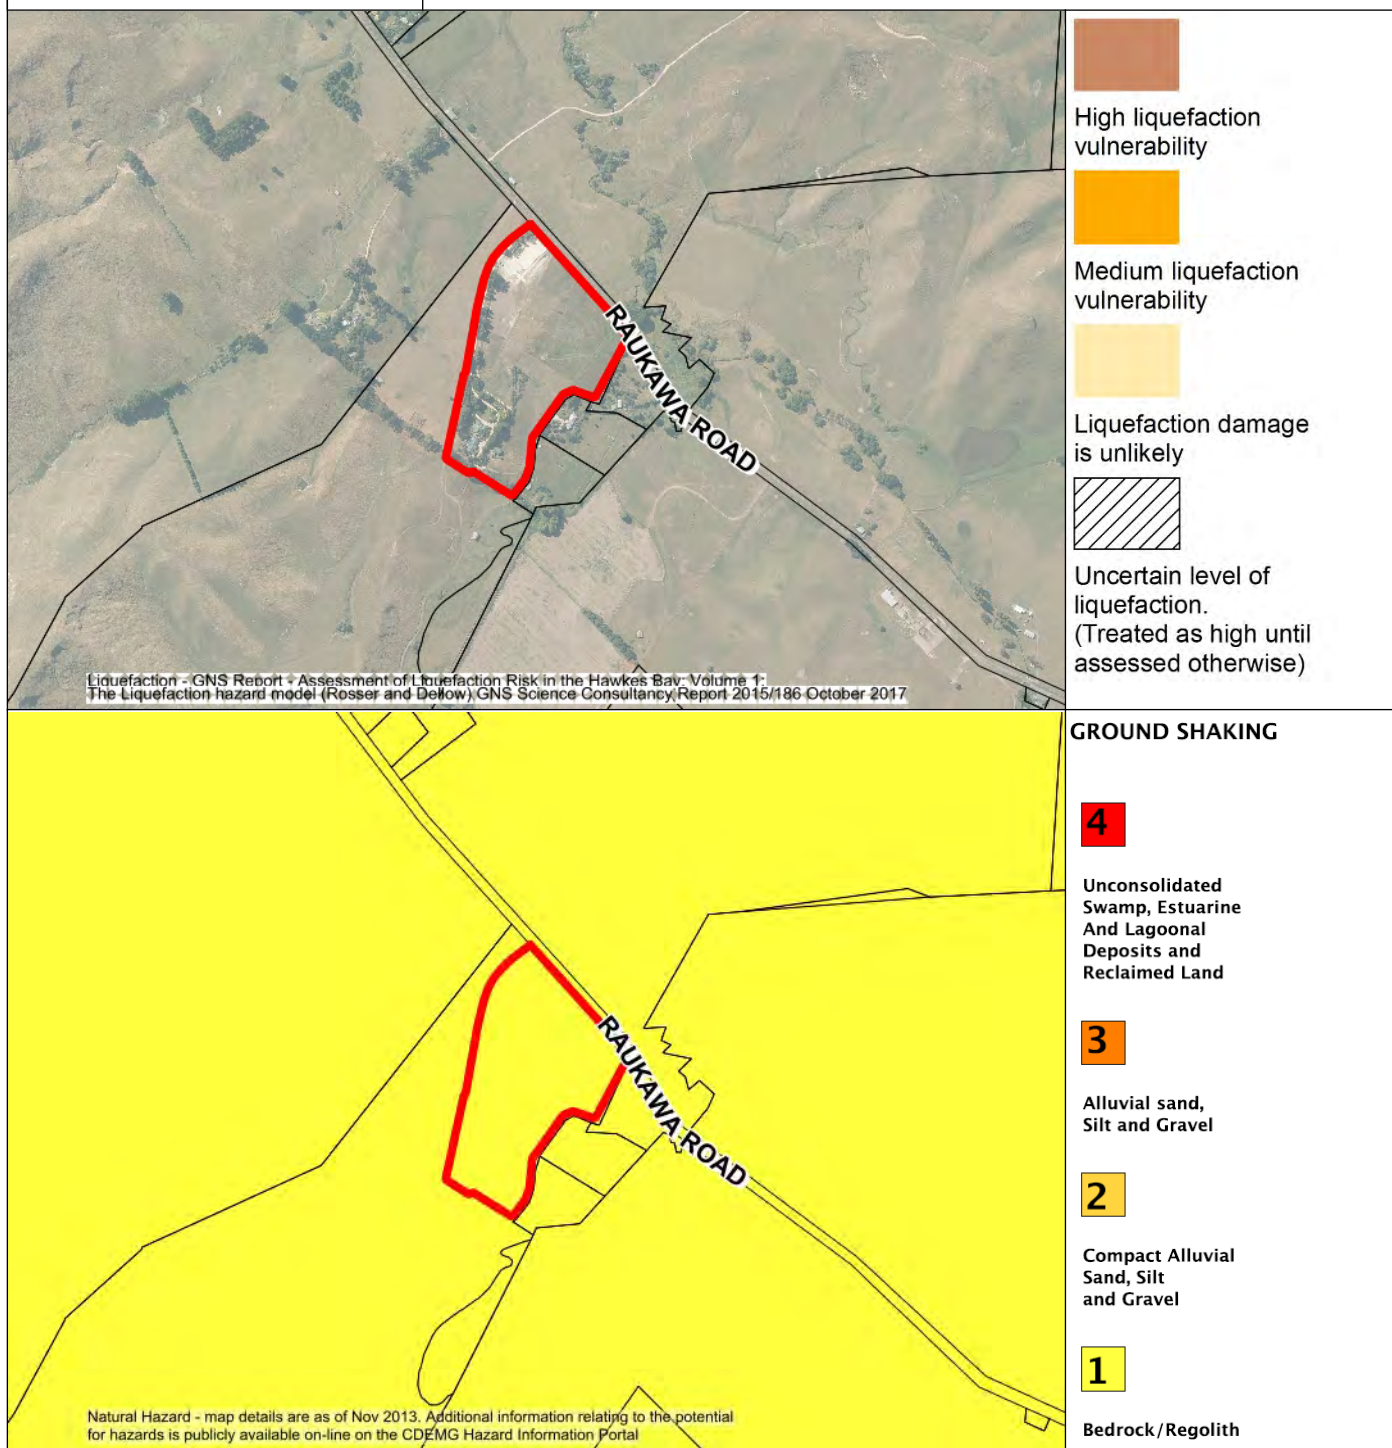 High liquefaction
vulnerability
Medium liquefaction
vulnerability
Liquefaction damage
is unlikely
Uncertain level of
liquefaction.
(Treated as high until
assessed otherwise)
RAUKAWA ROAD
Liquefaction - GNS Report - Assessment of Liquefaction Risk in the Hawkes Bay: Volume 1:
The Liquefaction hazard model (Rosser and Dellow) GNS Science Consultancy Report 2015/186 October 2017
GROUND SHAKING
4
Unconsolidated
Swamp, Estuarine
And Lagoonal
Deposits and
Reclaimed Land
3
Alluvial sand,
Silt and Gravel
2
Compact Alluvial
Sand, Silt
and Gravel
1
Bedrock/Regolith
RAUKAWA ROAD
Natural Hazard - map details are as of Nov 2013. Additional information relating to the potential
for hazards is publicly available on-line on the CDEMG Hazard Information Portal